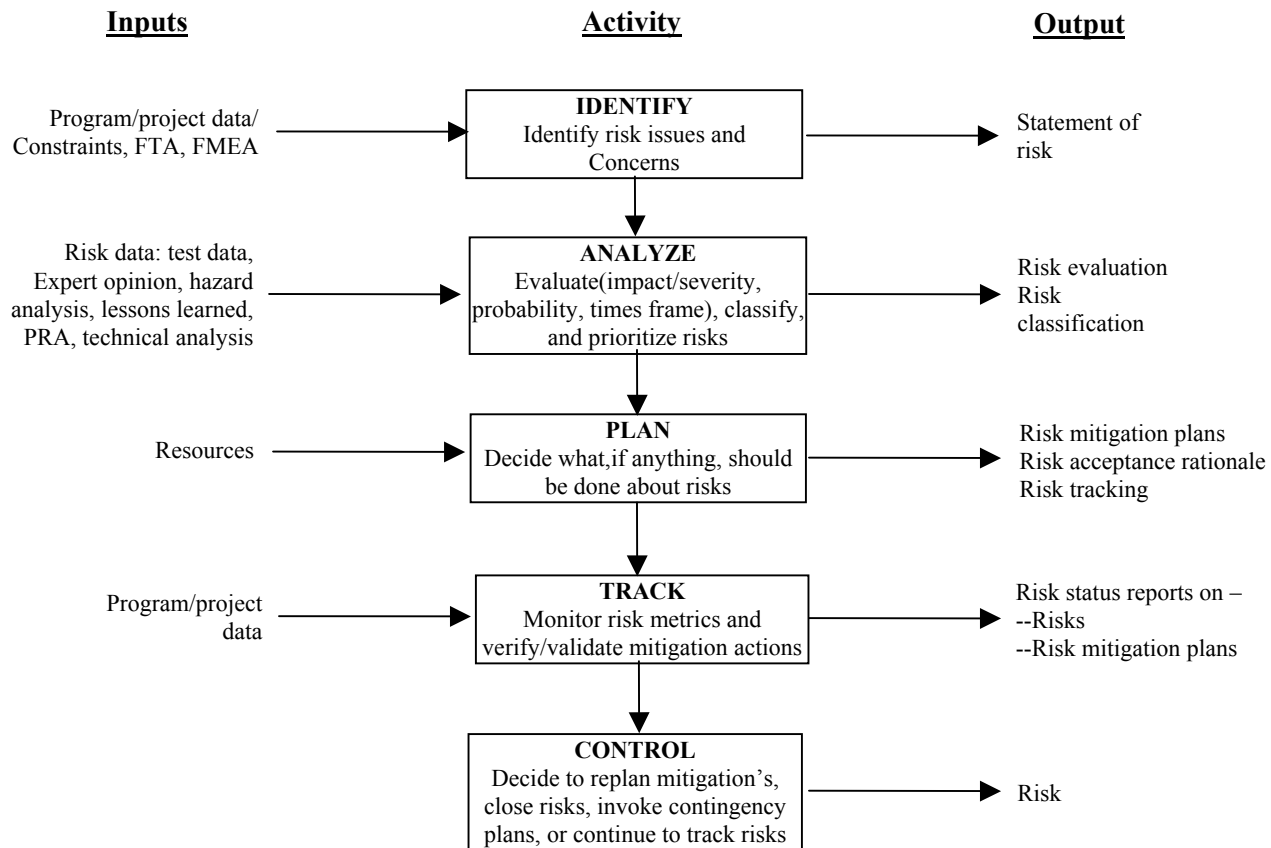 Inputs
Activity
Output
Program/project data/
Constraints, FTA, FMEA
IDENTIFY
Identify risk issues and
Concerns
Statement of
risk
Risk data: test data,
Expert opinion, hazard
analysis, lessons learned,
PRA, technical analysis
ANALYZE
Evaluate(impact/severity,
probability, times frame), classify,
and prioritize risks
Risk evaluation
Risk
classification
Resources
PLAN
Decide what,if anything, should
be done about risks
Risk mitigation plans
Risk acceptance rationale
Risk tracking
Program/project
data
TRACK
Monitor risk metrics and
verify/validate mitigation actions
Risk status reports on –
--Risks
--Risk mitigation plans
CONTROL
Decide to replan mitigation’s,
close risks, invoke contingency
plans, or continue to track risks
Risk